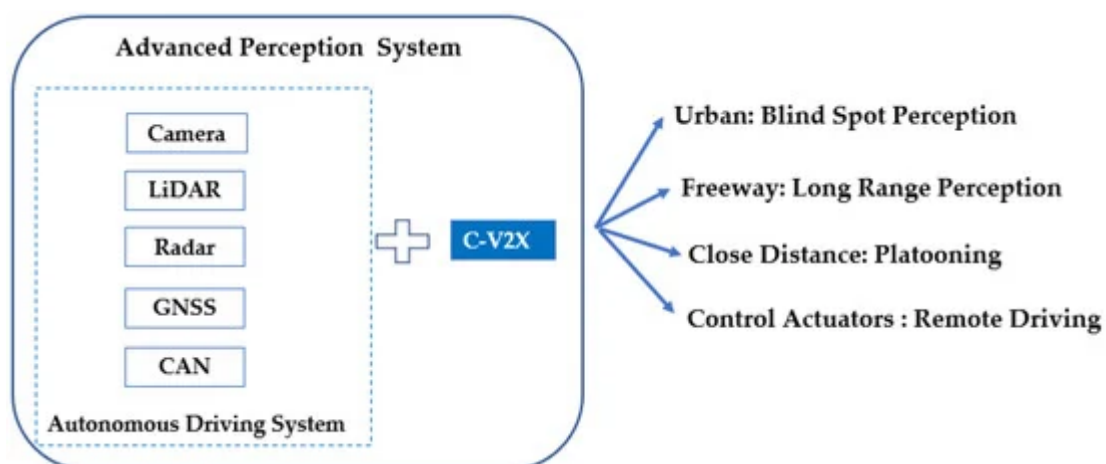 Advanced Perception System
Camera
LiDAR
Radar
GNSS
CAN
Autonomous Driving System
C-V2X
Urban: Blind Spot Perception
Freeway: Long Range Perception
Close Distance: Platooning
Control Actuators : Remote Driving